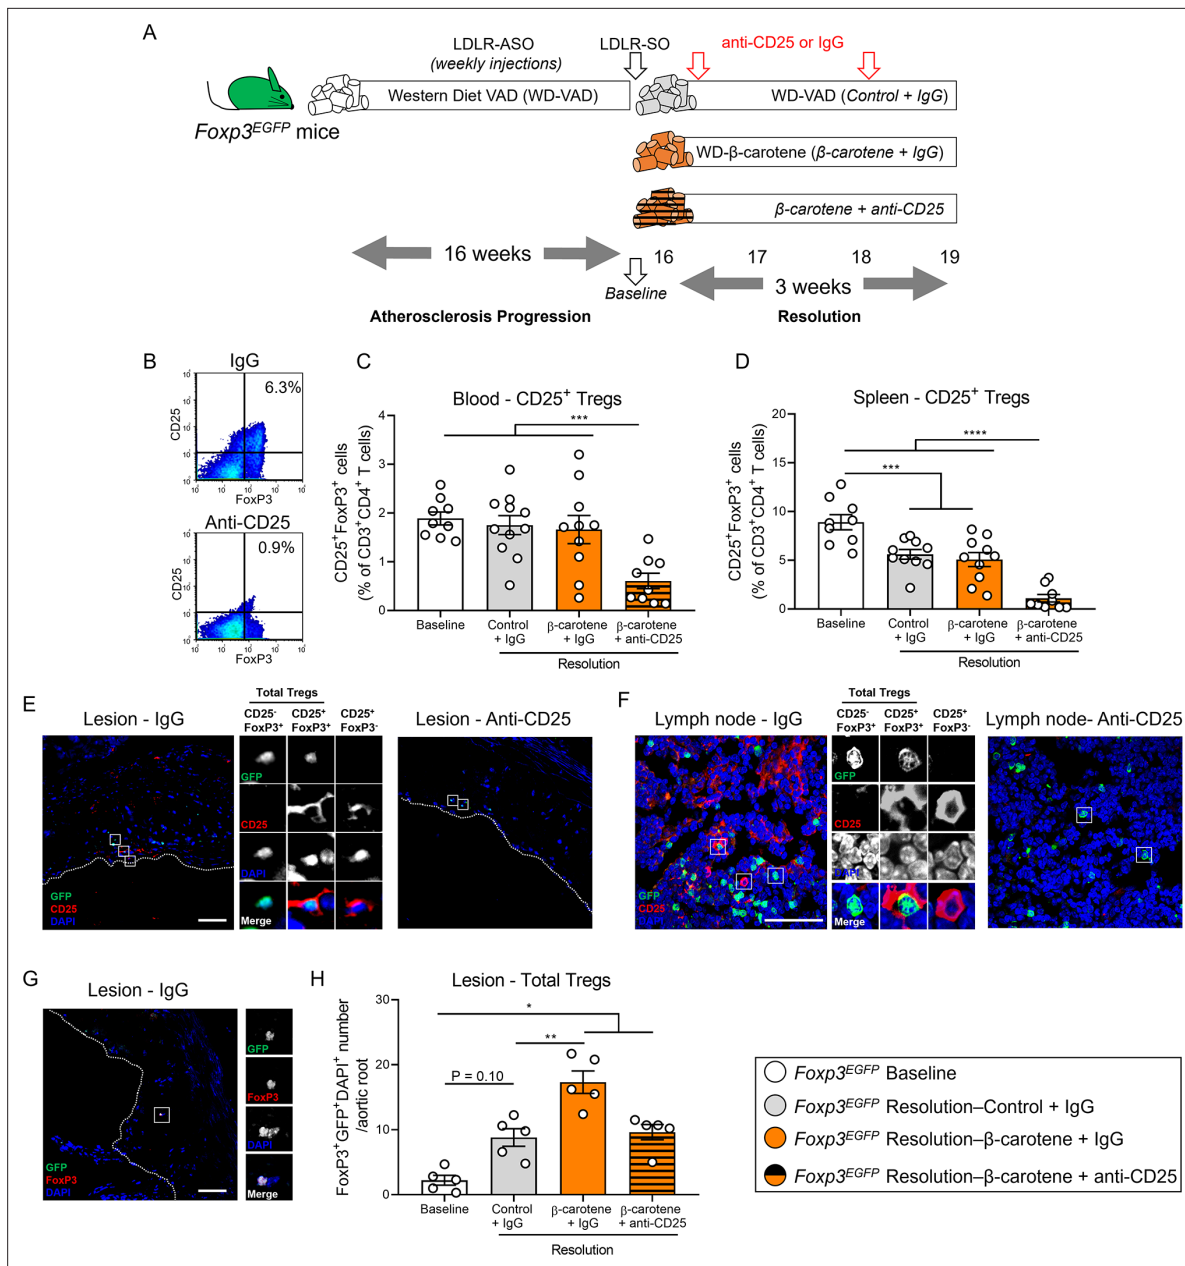 A
LDLR-ASO
(weekly injections)
LDLR-SO
anti-CD25 or IgG
Western Diet VAD (WD-VAD)
WD-VAD (Control + IgG)
Foxp3EGFP mice
WD-β-carotene (β-carotene + IgG)
β-carotene + anti-CD25
16 weeks
16
17
18
19
Baseline
3 weeks
Atherosclerosis Progression
Resolution
B
IgG
6.3%
CD25
FoxP3
Anti-CD25
0.9%
CD25
FoxP3
C
Blood - CD25+ Tregs
***
CD25+FoxP3+ cells
(% of CD3+CD4+ T cells)
4
3
2
1
0
Baseline
Control
+ IgG
β-carotene
+ IgG
β-carotene
+ anti-CD25
Resolution
D
Spleen - CD25+ Tregs
****
***
CD25+FoxP3+ cells
(% of CD3+CD4+ T cells)
20
15
10
5
0
Baseline
Control
+ IgG
β-carotene
+ IgG
β-carotene
+ anti-CD25
Resolution
E
Lesion - IgG
Total Tregs
CD25-
FoxP3+
CD25+
FoxP3+
CD25+
FoxP3-
Lesion - Anti-CD25
GFP
CD25
DAPI
Merge
GFP
CD25
DAPI
F
Lymph node - IgG
Total Tregs
CD25-
FoxP3+
CD25+
FoxP3+
CD25+
FoxP3-
Lymph node- Anti-CD25
GFP
CD25
DAPI
Merge
GFP
CD25
G
Lesion - IgG
GFP
FoxP3
DAPI
Merge
GFP
FoxP3
DAPI
H
Lesion - Total Tregs
*
**
P = 0.10
FoxP3+GFP+DAPI+ number
/aortic root
30
20
10
0
Baseline
Control
+ IgG
β-carotene
+ IgG
β-carotene
+ anti-CD25
Resolution
Foxp3EGFP Baseline
Foxp3EGFP Resolution–Control + IgG
Foxp3EGFP Resolution–β-carotene + IgG
Foxp3EGFP Resolution–β-carotene + anti-CD25